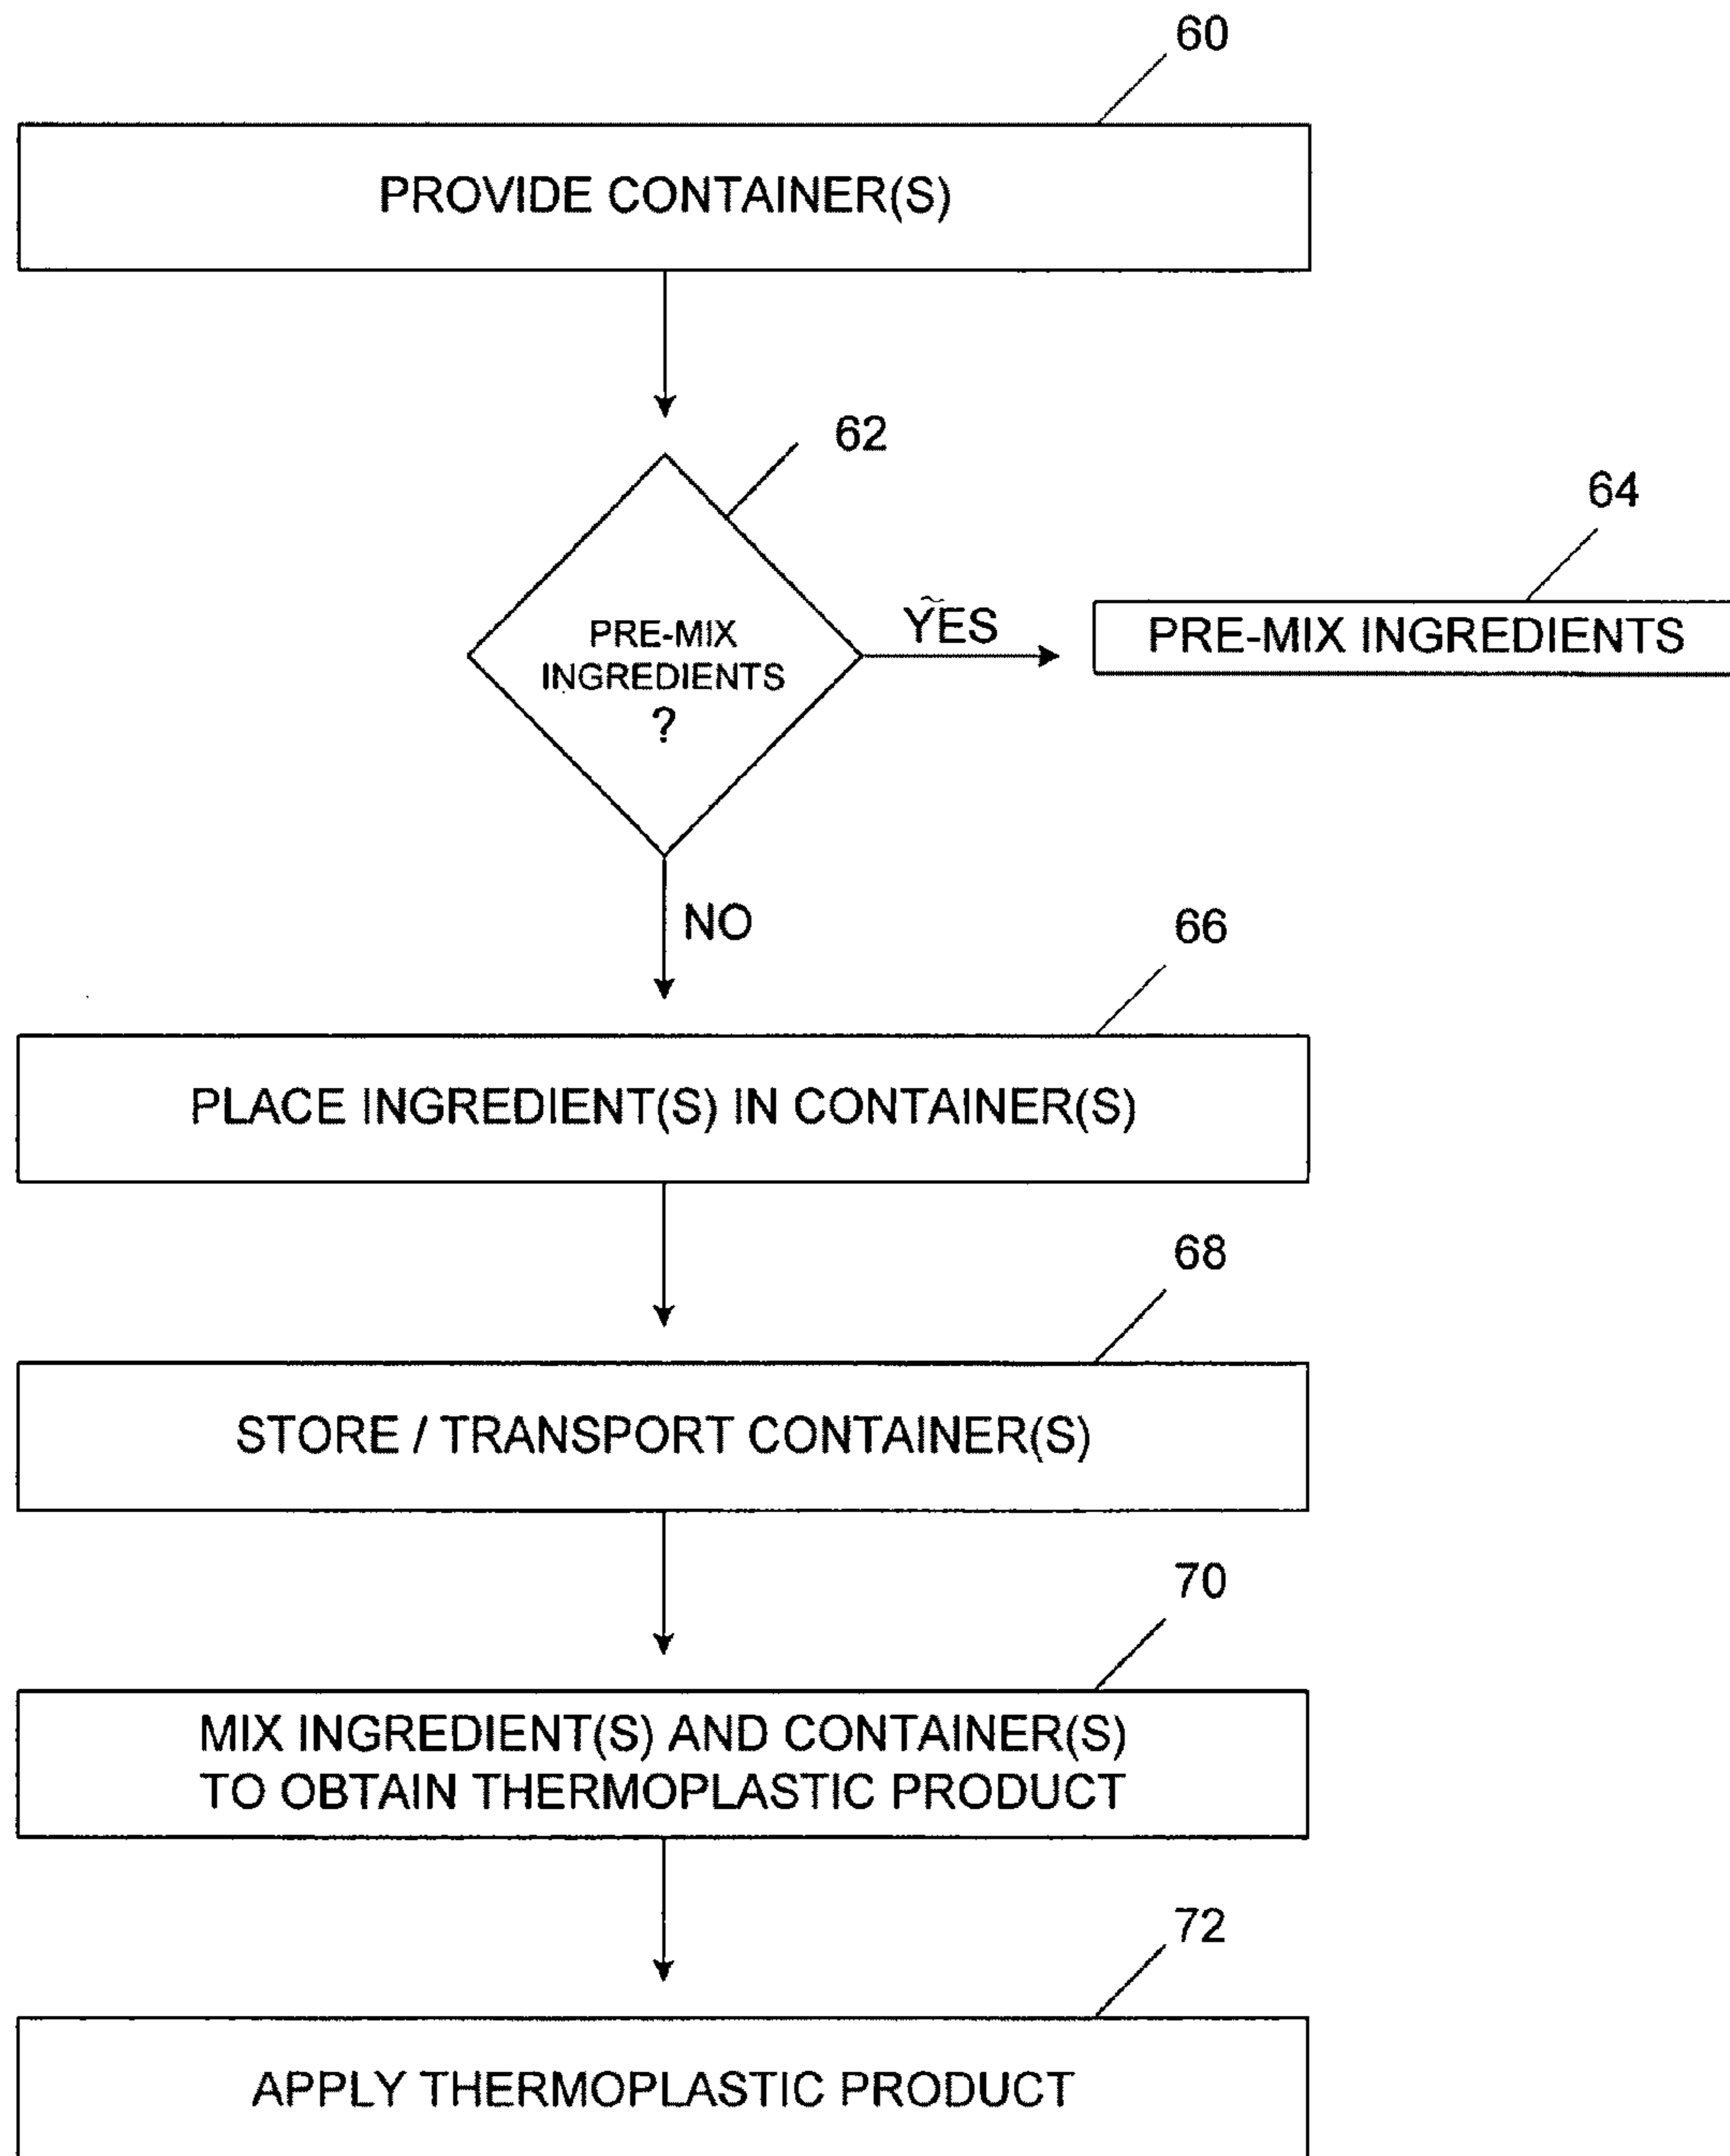 60
PROVIDE CONTAINER(S)
62
64
PRE-MIX
INGREDIENTS
?
YES
PRE-MIX INGREDIENTS
NO
66
PLACE INGREDIENT(S) IN CONTAINER(S)
68
STORE / TRANSPORT CONTAINER(S)
70
MIX INGREDIENT(S) AND CONTAINER(S)
TO OBTAIN THERMOPLASTIC PRODUCT
72
APPLY THERMOPLASTIC PRODUCT